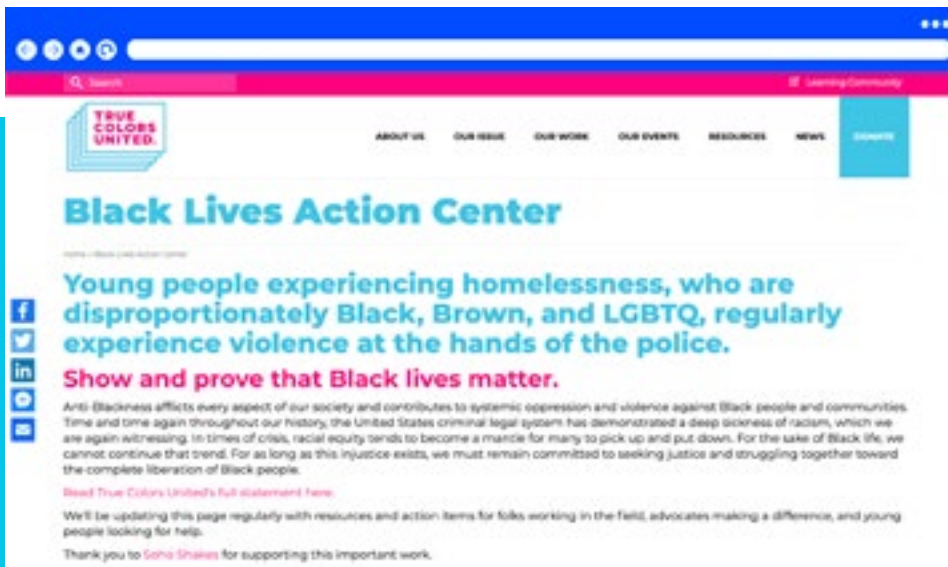 Search
Learning Community
TRUE
COLORS
UNITED.
ABOUT US OUR ISSUE OUR WORK OUR EVENTS RESOURCES NEWS DONATE
Black Lives Action Center
Home » Black Lives Action Center
Young people experiencing homelessness, who are
disproportionately Black, Brown, and LGBTQ, regularly
experience violence at the hands of the police.
Show and prove that Black lives matter.
Anti-Blackness afflicts every aspect of our society and contributes to systemic oppression and violence against Black people and communities.
Time and time again throughout our history, the United States criminal legal system has demonstrated a deep sickness of racism, which we
are again witnessing. In times of crisis, racial equity tends to become a mantle for many to pick up and put down. For the sake of Black life, we
cannot continue that trend. For as long as this injustice exists, we must remain committed to seeking justice and struggling together toward
the complete liberation of Black people.
Read True Colors United's full statement here.
We'll be updating this page regularly with resources and action items for folks working in the field, advocates making a difference, and young
people looking for help.
Thank you to Soho Shakes for supporting this important work.